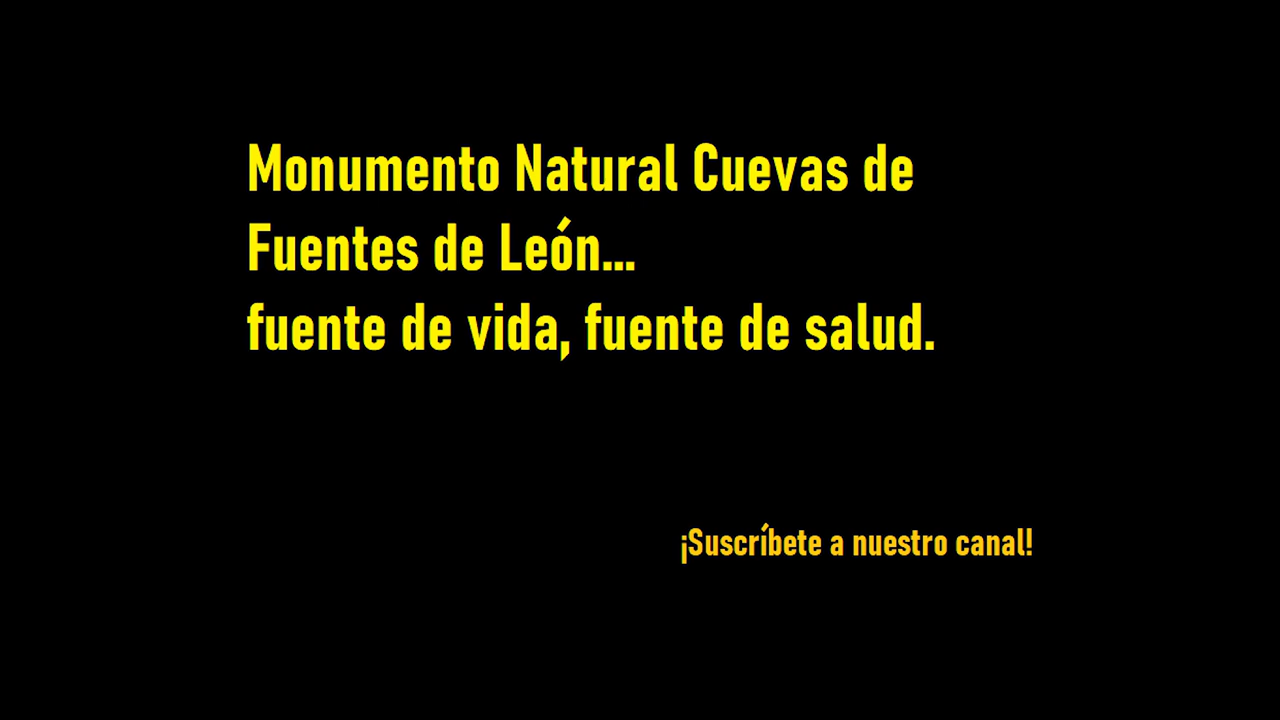 Monumento Natural Cuevas de
Fuentes de León...
fuente de vida, fuente de salud.
¡Suscríbete a nuestro canal!